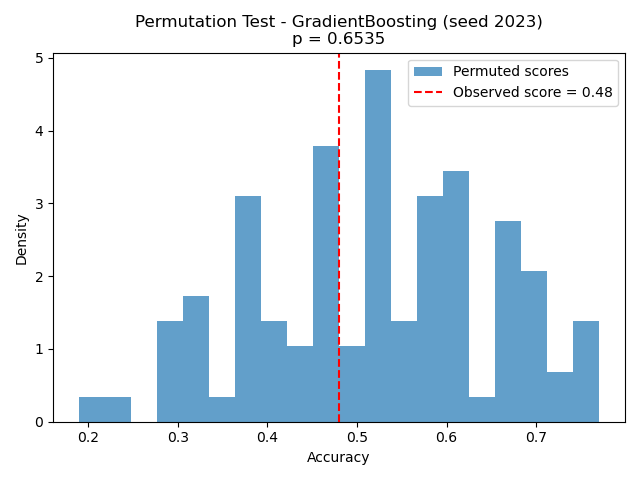 Permutation Test - GradientBoosting (seed 2023)
p = 0.6535
Permuted scores
Observed score = 0.48
5
4
3
2
1
0
Density
0.2 0.3 0.4 0.5 0.6 0.7
Accuracy